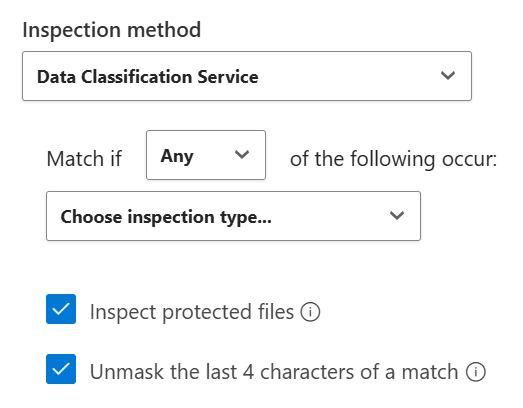 Inspection method
Data Classification Service
Match if Any of the following occur:
Choose inspection type...
Inspect protected files
Unmask the last 4 characters of a match